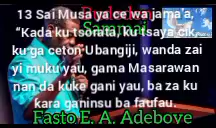 13 Sai Musa ya ce wa jama'a,
"Kada ku tsorata, ku tsaya cik,
ku ga ceton Ubangiji, wanda zai
yi muku yau, gama Masarawan
nan da kuke gani yau, ba za ku
kara ganinsu ba faufau.
Fasto E. A. Adeboye